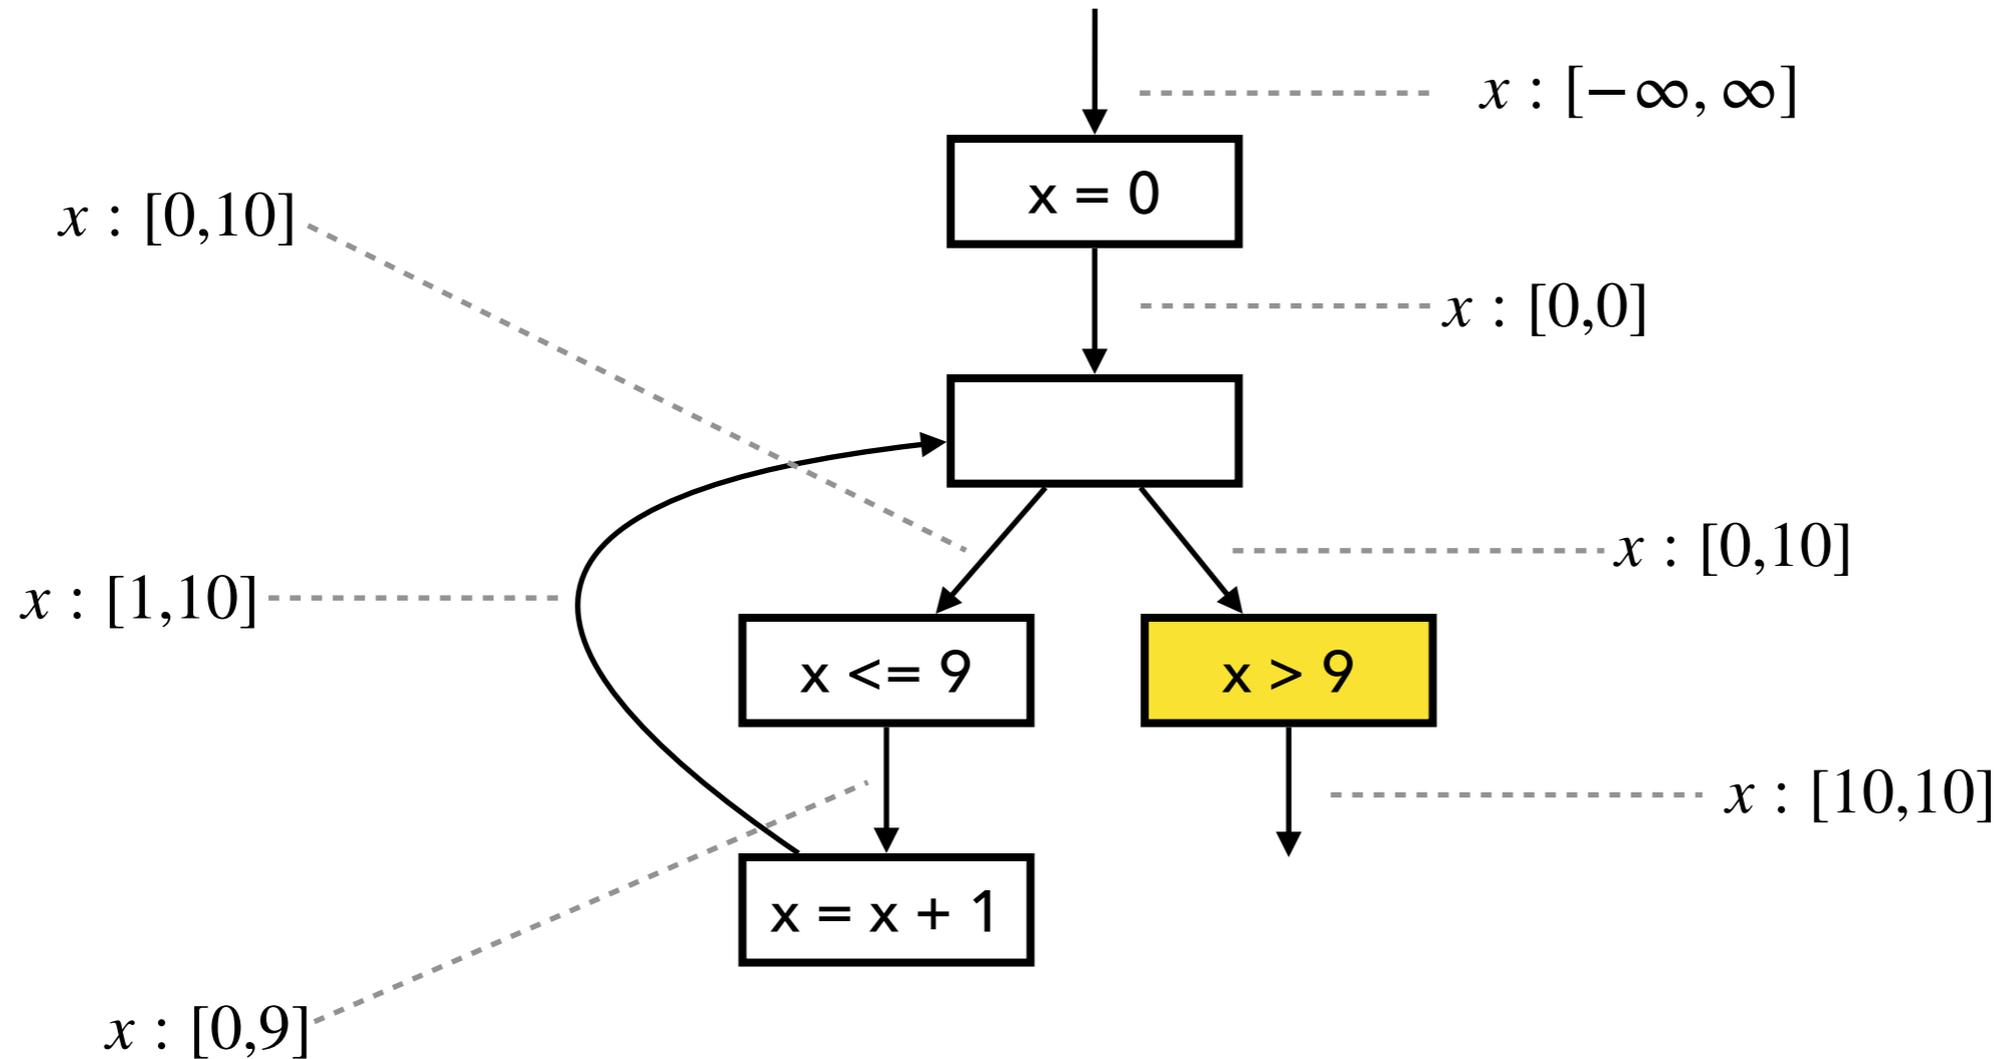 x : [−∞, ∞]
x = 0
x : [0,10]
x : [0,0]
x : [0,10]
x : [1,10]
x <= 9
x > 9
x : [10,10]
x = x + 1
x : [0,9]